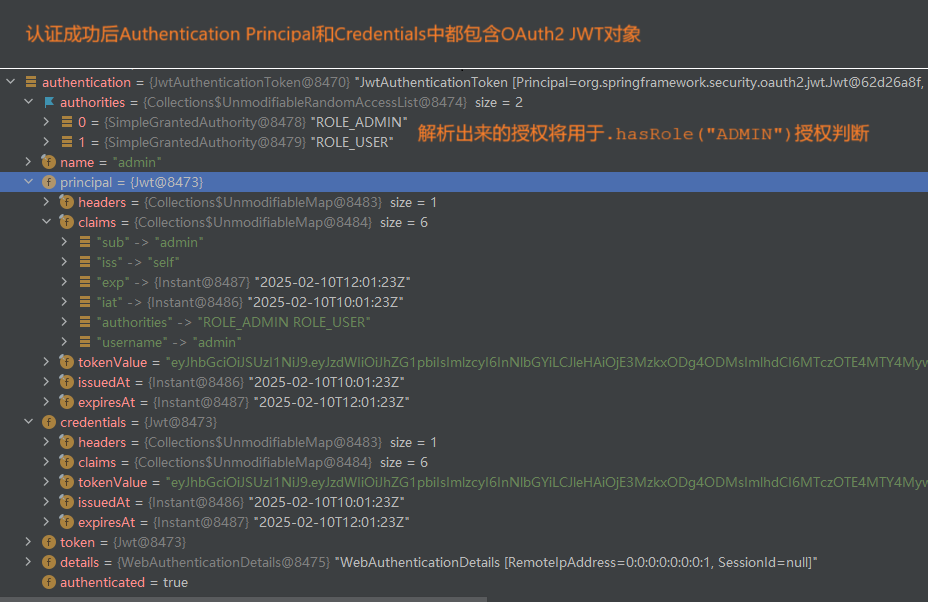 认证成功后Authentication Principal和Credentials中都包含OAuth2 JWT对象
authentication = {JwtAuthenticationToken@8470} "JwtAuthenticationToken [Principal=org.springframework.security.oauth2.jwt.Jwt@62d26a8f,
authorities = {Collections$UnmodifiableRandomAccessList@8474} size = 2
0 = {SimpleGrantedAuthority@8478} "ROLE_ADMIN"
1 = {SimpleGrantedAuthority@8479} "ROLE_USER"
解析出来的授权将用于.hasRole("ADMIN")授权判断
name = "admin"
principal = {Jwt@8473}
headers = {Collections$UnmodifiableMap@8483} size = 1
claims = {Collections$UnmodifiableMap@8484} size = 6
"sub" -> "admin"
"iss" -> "self"
"exp" -> {Instant@8487} "2025-02-10T12:01:23Z"
"iat" -> {Instant@8486} "2025-02-10T10:01:23Z"
"authorities" -> "ROLE_ADMIN ROLE_USER"
"username" -> "admin"
tokenValue =
issuedAt = {Instant@8486} "2025-02-10T10:01:23Z"
expiresAt = {Instant@8487} "2025-02-10T12:01:23Z"
credentials = {Jwt@8473}
headers = {Collections$UnmodifiableMap@8483} size = 1
claims = {Collections$UnmodifiableMap@8484} size = 6
tokenValue =
issuedAt = {Instant@8486} "2025-02-10T10:01:23Z"
expiresAt = {Instant@8487} "2025-02-10T12:01:23Z"
token = {Jwt@8473}
details = {WebAuthenticationDetails@8475} "WebAuthenticationDetails [RemoteIpAddress=0:0:0:0:0:0:0:1, SessionId=null]"
authenticated = true